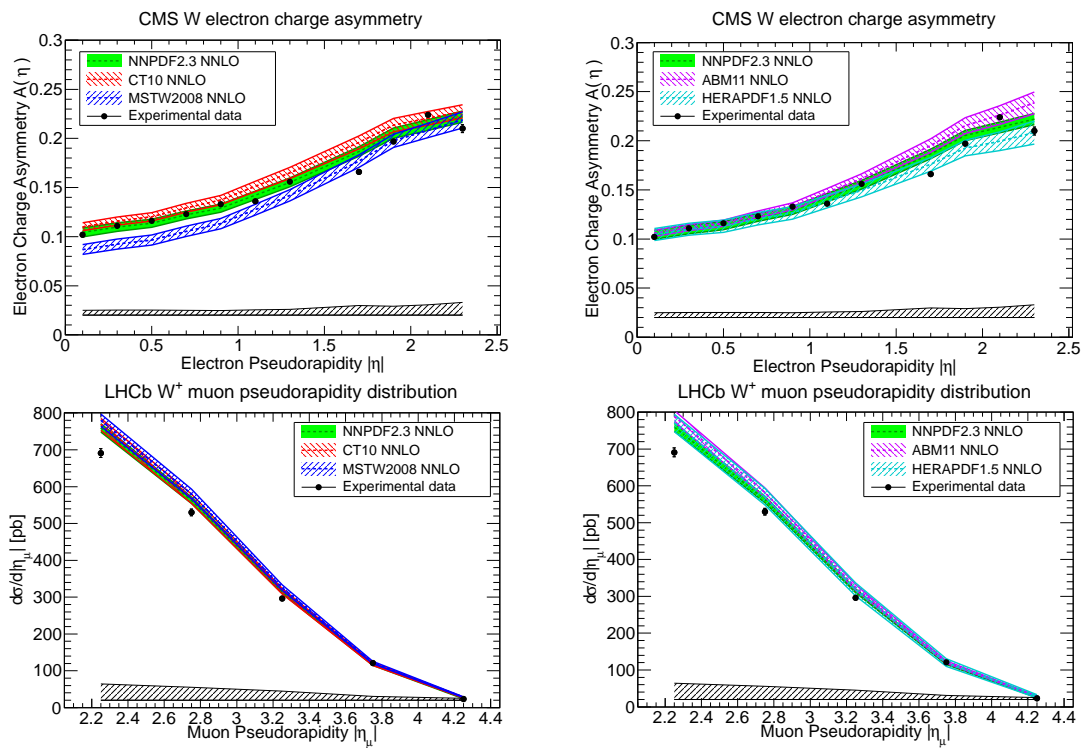 CMS W electron charge asymmetry
Electron Charge Asymmetry A(η)
0.3
0.25
0.2
0.15
0.1
0.05
0
NNPDF2.3 NNLO
CT10 NNLO
MSTW2008 NNLO
Experimental data
0 0.5 1 1.5 2 2.5
Electron Pseudorapidity |η|
CMS W electron charge asymmetry
Electron Charge Asymmetry A(η)
0.3
0.25
0.2
0.15
0.1
0.05
0
NNPDF2.3 NNLO
ABM11 NNLO
HERAPDF1.5 NNLO
Experimental data
0 0.5 1 1.5 2 2.5
Electron Pseudorapidity |η|
LHCb W⁺ muon pseudorapidity distribution
dσ/d|ημ| [pb]
800
700
600
500
400
300
200
100
0
NNPDF2.3 NNLO
CT10 NNLO
MSTW2008 NNLO
Experimental data
2.2 2.4 2.6 2.8 3 3.2 3.4 3.6 3.8 4 4.2 4.4
Muon Pseudorapidity |ημ|
LHCb W⁺ muon pseudorapidity distribution
dσ/d|ημ| [pb]
800
700
600
500
400
300
200
100
0
NNPDF2.3 NNLO
ABM11 NNLO
HERAPDF1.5 NNLO
Experimental data
2.2 2.4 2.6 2.8 3 3.2 3.4 3.6 3.8 4 4.2 4.4
Muon Pseudorapidity |ημ|